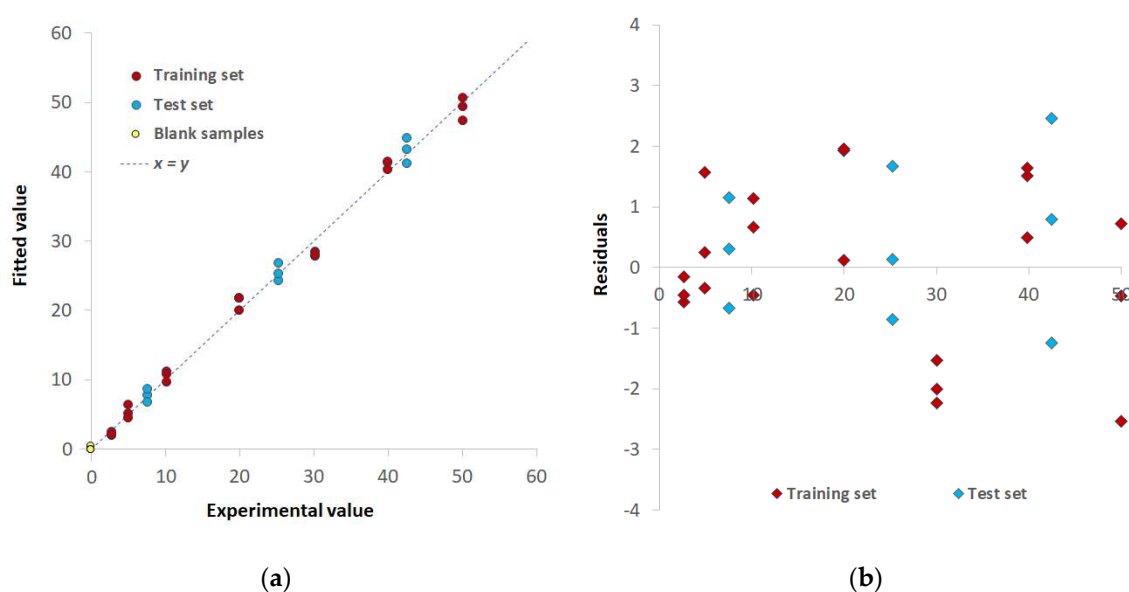 60
50
40
30
20
10
0
Fitted value
Training set
Test set
Blank samples
x = y
0 10 20 30 40 50 60
Experimental value
(a)
4
3
2
1
0
-1
-2
-3
-4
Residuals
0 10 20 30 40 50
Training set Test set
(b)